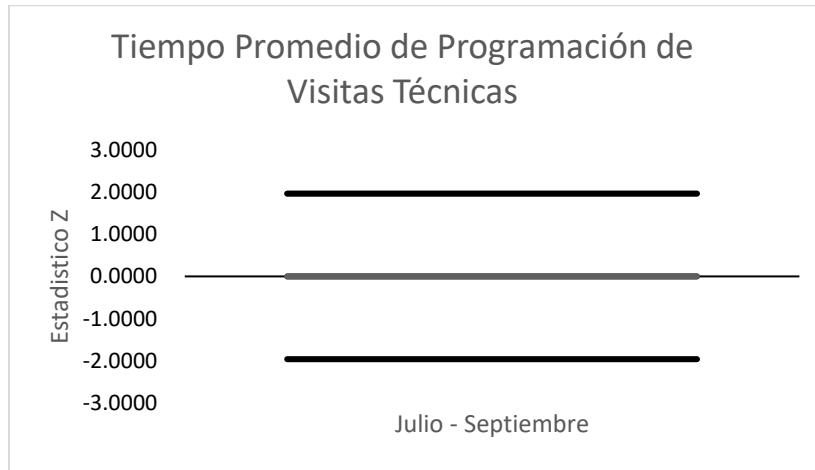 Tiempo Promedio de Programación de
Visitas Técnicas
3.0000
2.0000
1.0000
0.0000
-1.0000
-2.0000
-3.0000
Estadistico Z
Julio - Septiembre